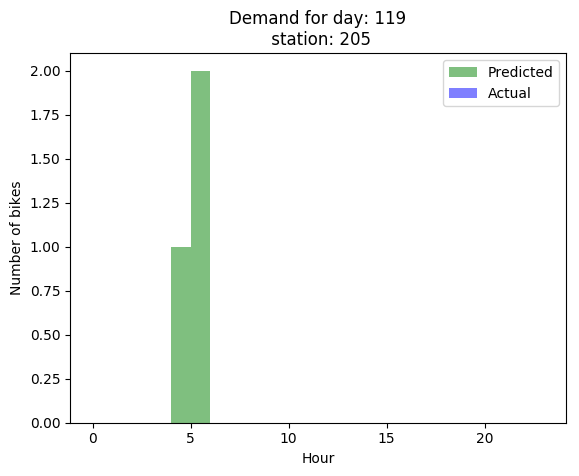 Demand for day: 119
station: 205
Predicted
Actual
Number of bikes
2.00
1.75
1.50
1.25
1.00
0.75
0.50
0.25
0.00
0 5 10 15 20
Hour